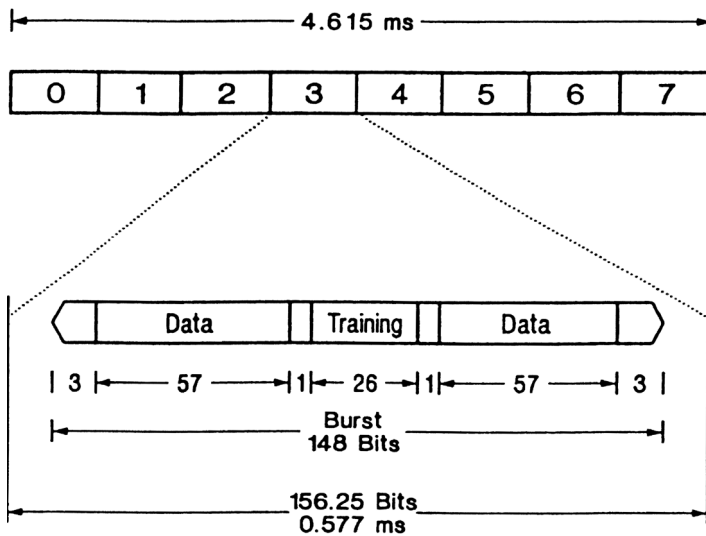 4.615 ms
0 1 2 3 4 5 6 7
Data Training Data
3 57 1 26 1 57 3
Burst
148 Bits
156.25 Bits
0.577 ms